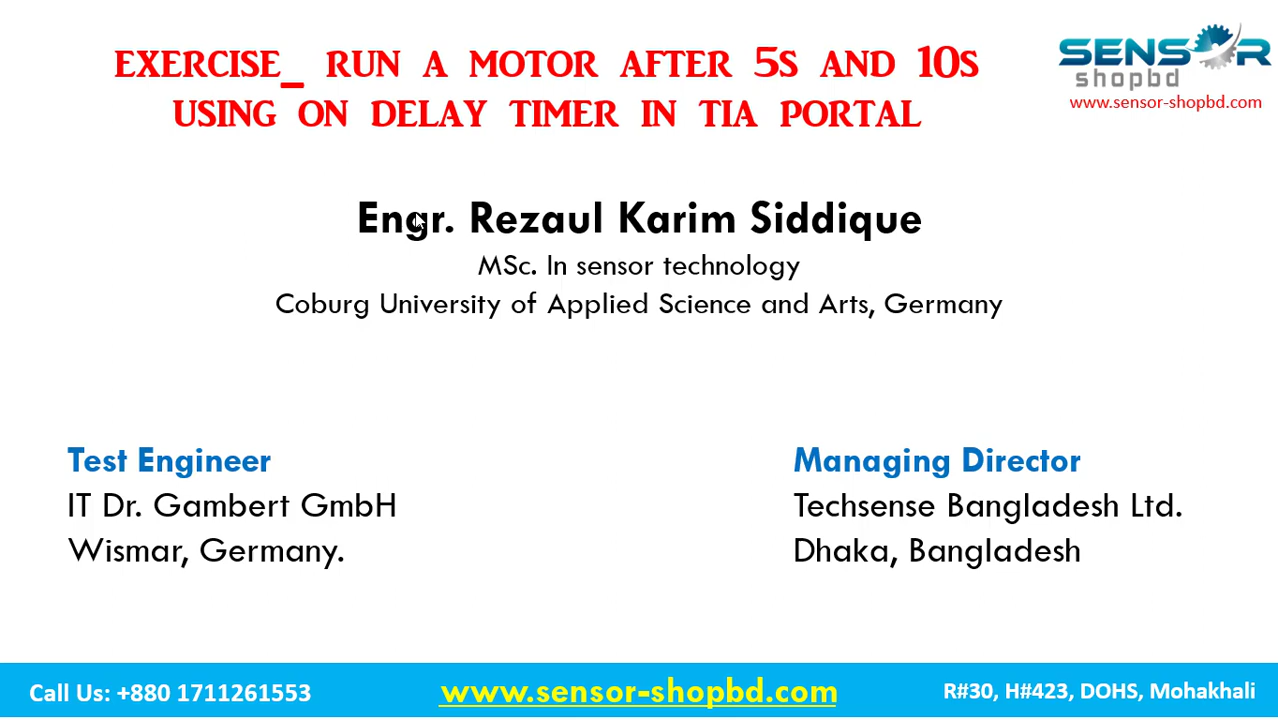 EXERCISE_ RUN A MOTOR AFTER 5S AND 10S
USING ON DELAY TIMER IN TIA PORTAL
SENSOR
shopbd
www.sensor-shopbd.com
Engr. Rezaul Karim Siddique
MSc. In sensor technology
Coburg University of Applied Science and Arts, Germany
Test Engineer
IT Dr. Gambert GmbH
Wismar, Germany.
Managing Director
Techsense Bangladesh Ltd.
Dhaka, Bangladesh
Call Us: +880 1711261553
www.sensor-shopbd.com
R#30, H#423, DOHS, Mohakhali